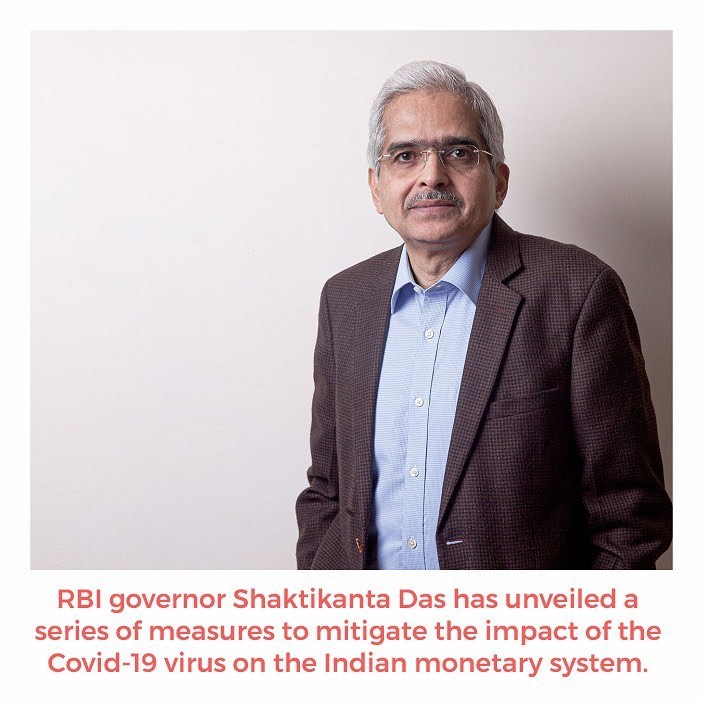 RBI governor Shaktikanta Das has unveiled a
series of measures to mitigate the impact of the
Covid-19 virus on the Indian monetary system.